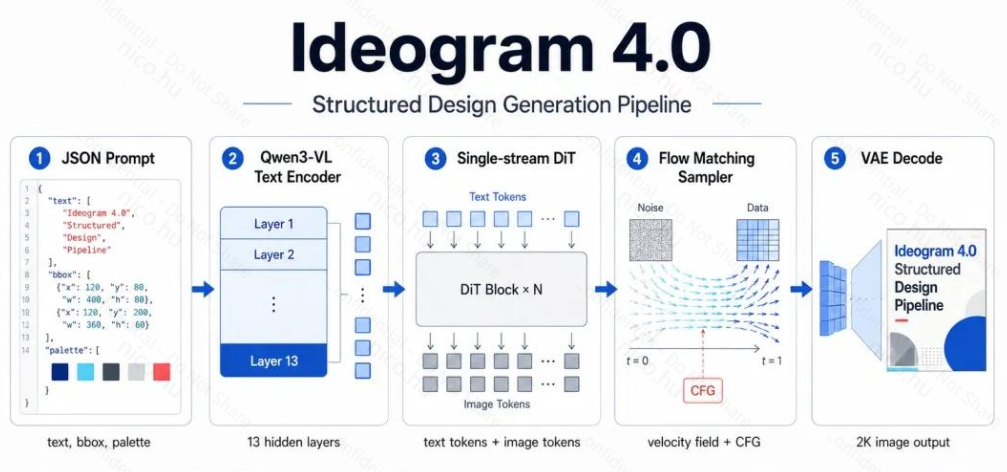 Ideogram 4.0
Structured Design Generation Pipeline
1 JSON Prompt
1 {
2 "text": [
3 "Ideogram 4.0",
4 "Structured",
5 "Design",
6 "Pipeline"
7 ],
8 "bbox": [
9 {"x": 120, "y": 80,
10 "w": 400, "h": 80},
10 {"x": 120, "y": 200,
12 "w": 360, "h": 60}
13 ],
14 "palette": [
}
text, bbox, palette
2 Qwen3-VL
Text Encoder
Layer 1
Layer 2
Layer 13
13 hidden layers
3 Single-stream DiT
Text Tokens
DiT Block × N
Image Tokens
text tokens + image tokens
4 Flow Matching
Sampler
Noise
Data
t = 0
t = 1
CFG
velocity field + CFG
5 VAE Decode
Ideogram 4.0
Structured
Design
Pipeline
2K image output
Confidential – Do Not Share
nico.hu